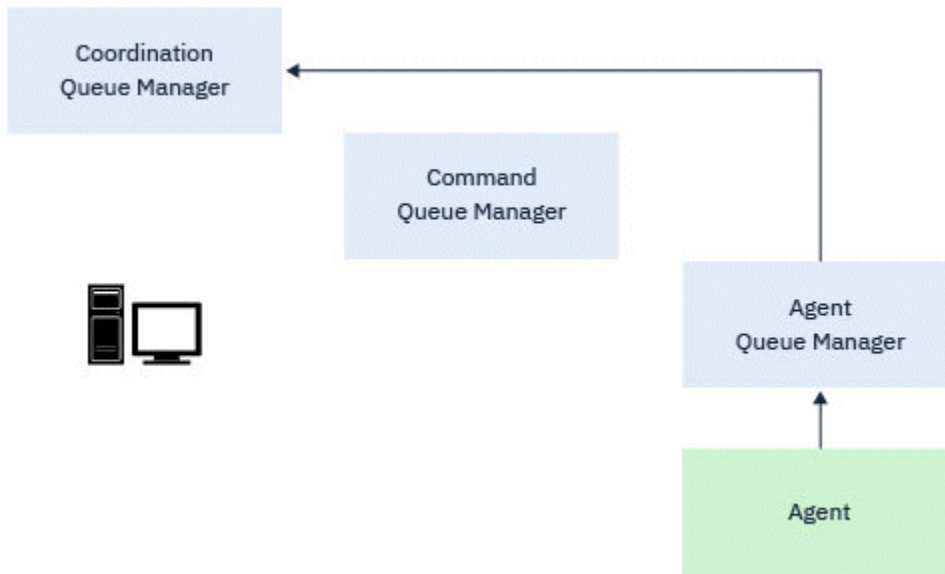 Coordination
Queue Manager
Command
Queue Manager
Agent
Queue Manager
Agent